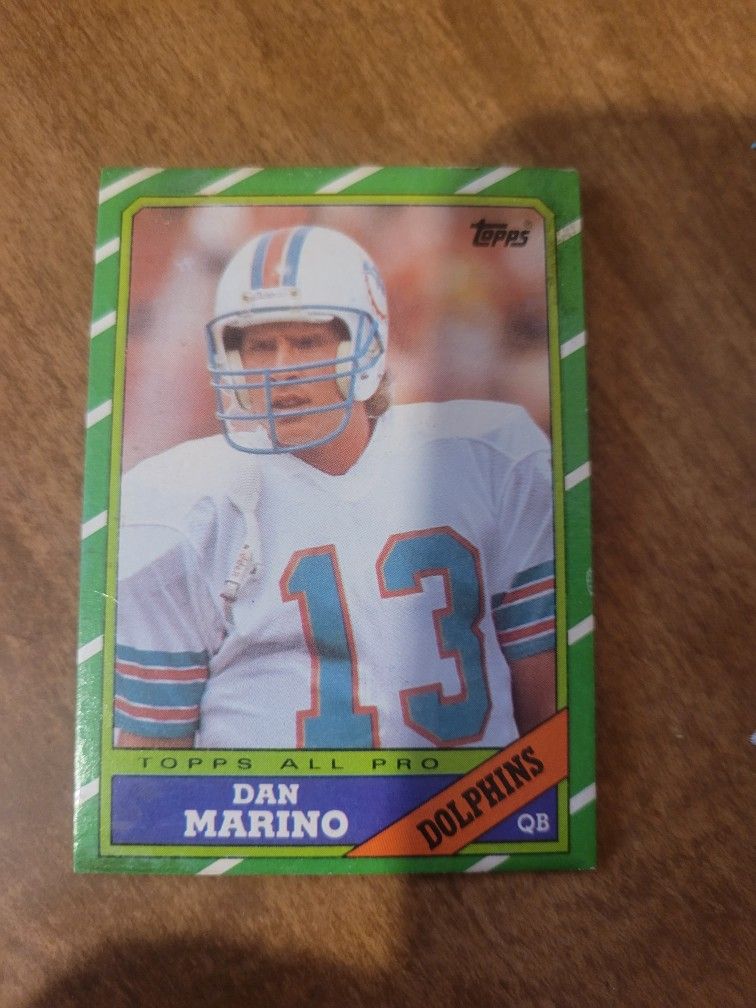 Topps
13
TOPPS ALL PRO
DAN
MARINO
DOLPHINS
QB